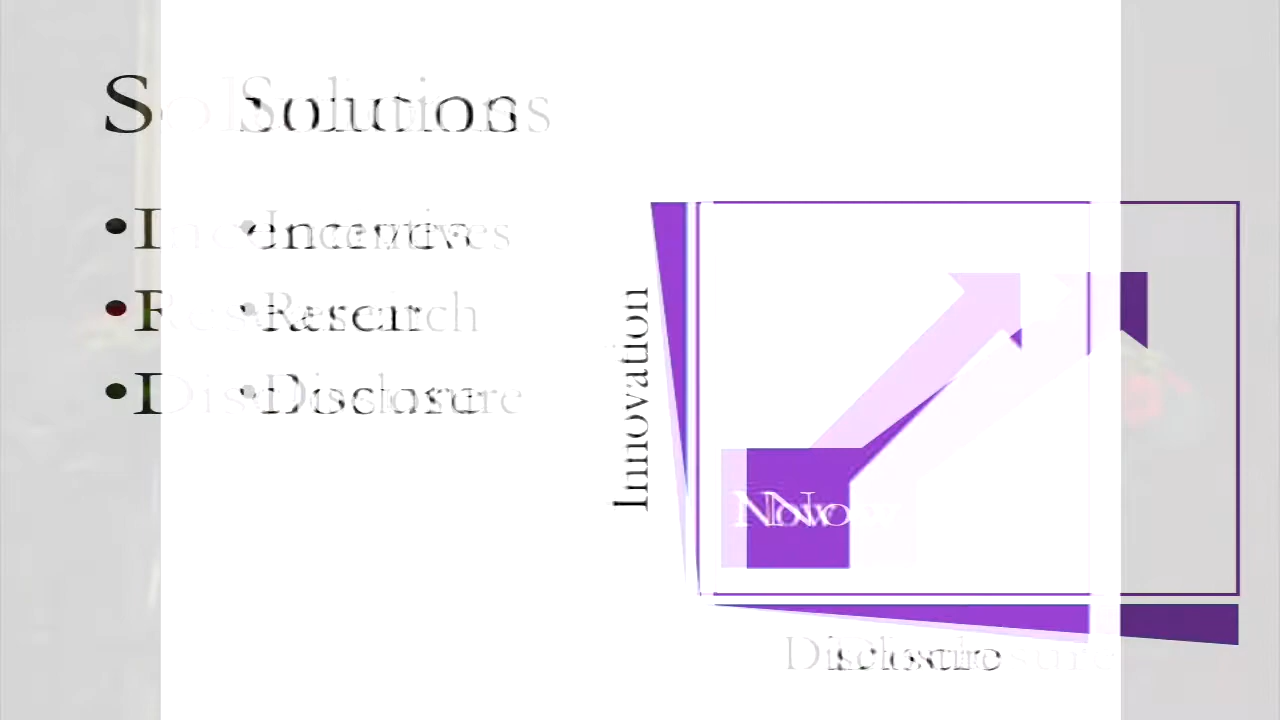 Solutions
•Incentives
•Research
•Disclosure
Innovation
Now
Disclosure